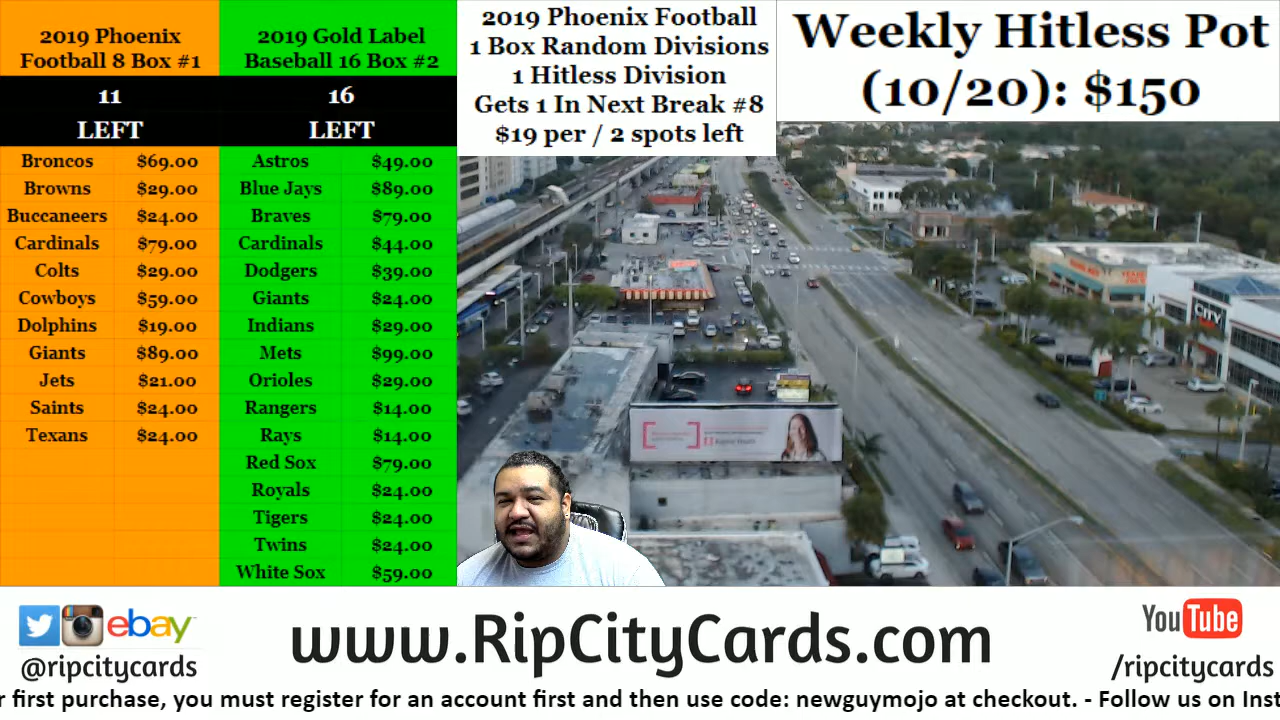 2019 Phoenix
Football 8 Box #1
11
LEFT
Broncos $69.00
Browns $29.00
Buccaneers $24.00
Cardinals $79.00
Colts $29.00
Cowboys $59.00
Dolphins $19.00
Giants $89.00
Jets $21.00
Saints $24.00
Texans $24.00
2019 Gold Label
Baseball 16 Box #2
16
LEFT
Astros $49.00
Blue Jays $89.00
Braves $79.00
Cardinals $44.00
Dodgers $39.00
Giants $24.00
Indians $29.00
Mets $99.00
Orioles $29.00
Rangers $14.00
Rays $14.00
Red Sox $79.00
Royals $24.00
Tigers $24.00
Twins $24.00
White Sox $59.00
2019 Phoenix Football
1 Box Random Divisions
1 Hitless Division
Gets 1 In Next Break #8
$19 per / 2 spots left
Weekly Hitless Pot
(10/20): $150
CITY
ebay
@ripcitycards
www.RipCityCards.com
YouTube
/ripcitycards
r first purchase, you must register for an account first and then use code: newguymojo at checkout. - Follow us on Inst